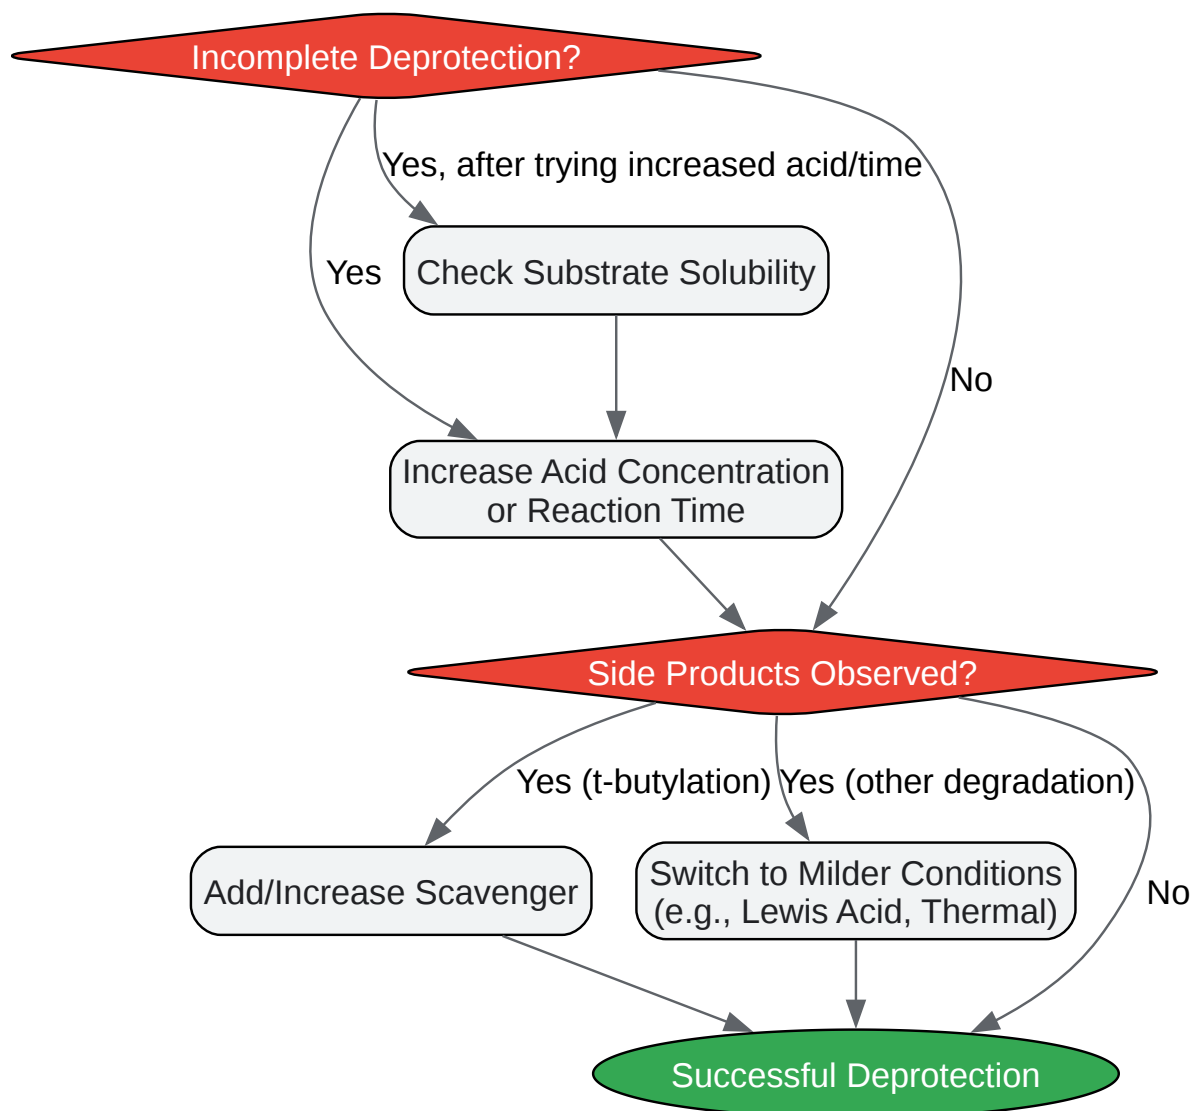 Incomplete Deprotection?
Yes, after trying increased acid/time
Yes
Check Substrate Solubility
No
Increase Acid Concentration
or Reaction Time
Side Products Observed?
Yes (t-butylation)
Yes (other degradation)
Add/Increase Scavenger
Switch to Milder Conditions
(e.g., Lewis Acid, Thermal)
No
Successful Deprotection